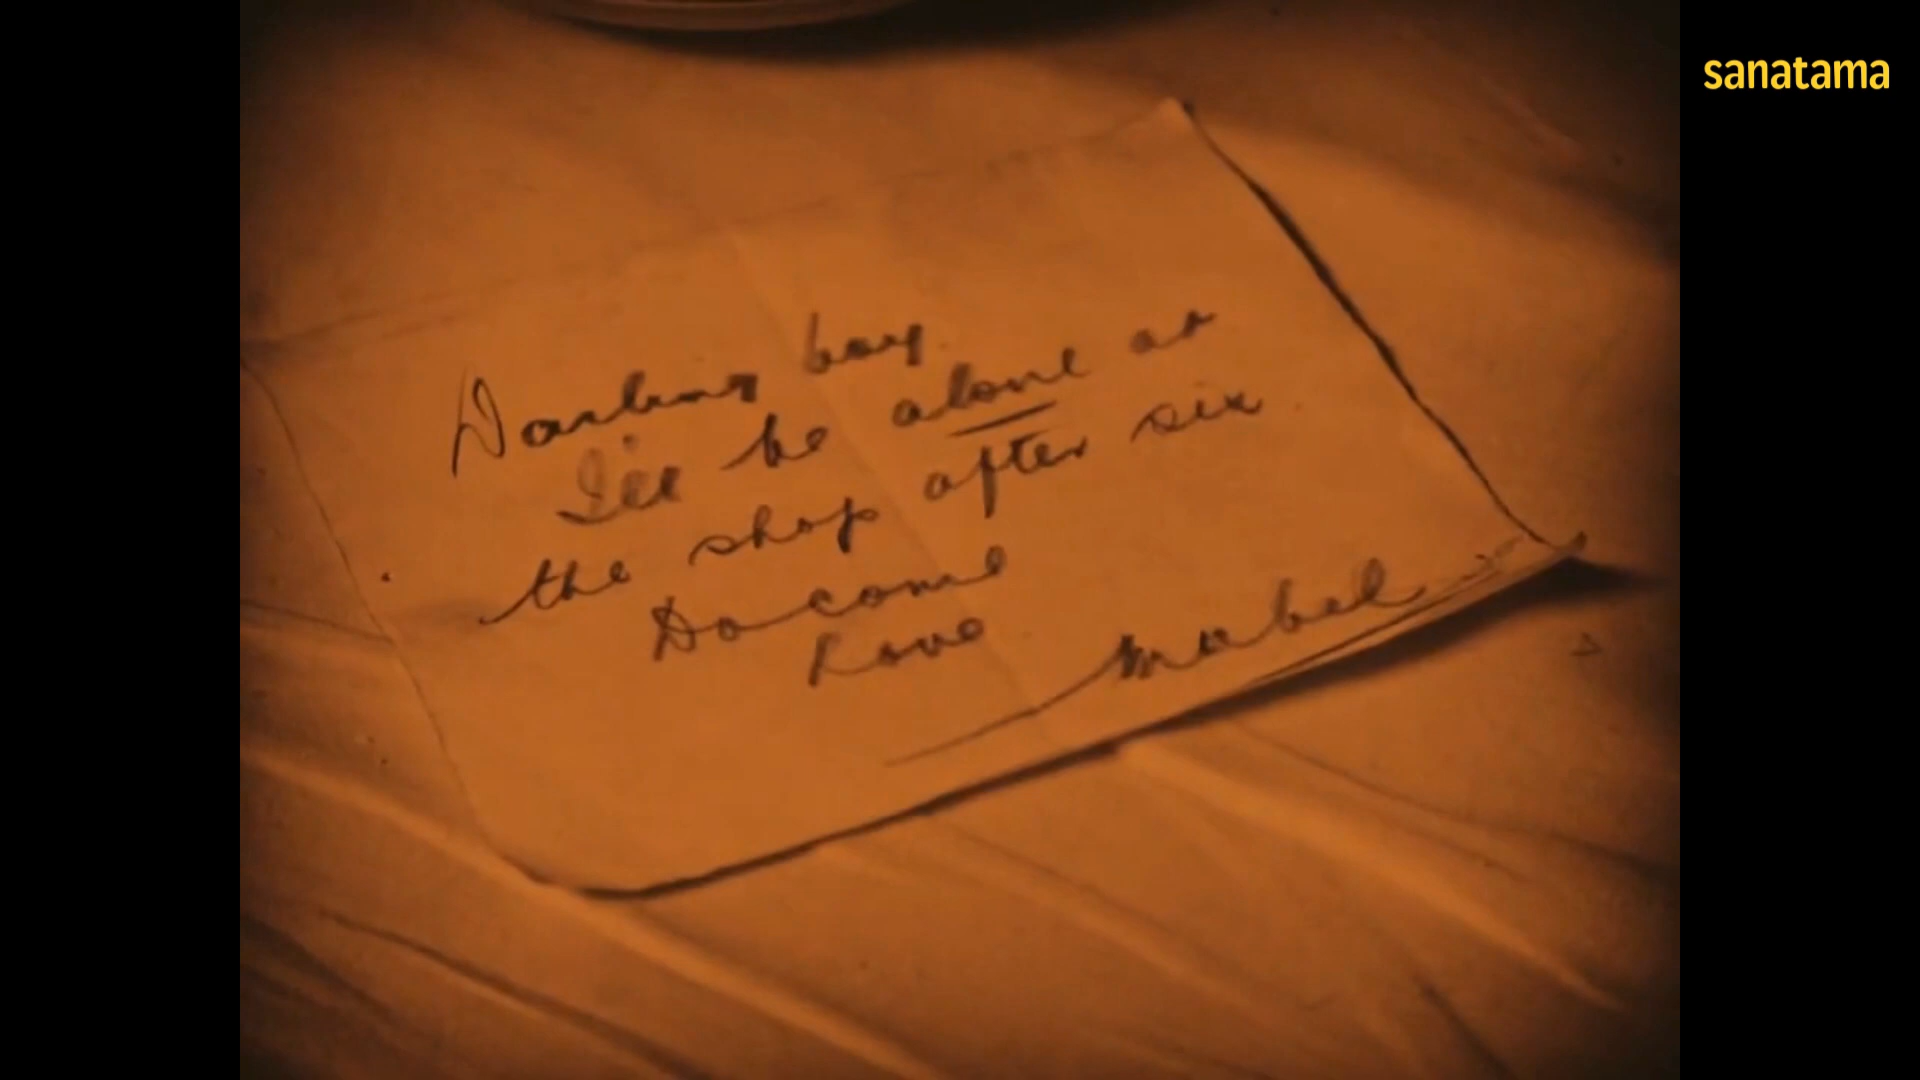 Darling boy.
I'll be alone at
the shop after six.
Do come
Love
Mabel
sanatama